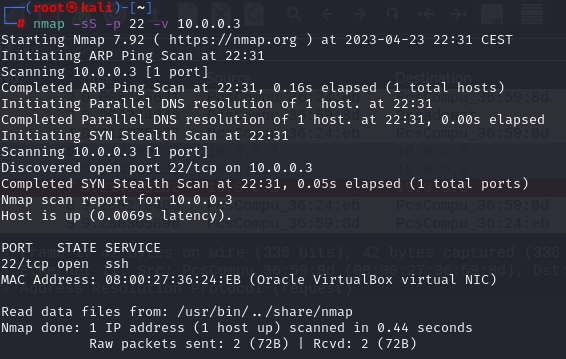 ┌──(root㉿kali)-[~]
└─# nmap -sS -p 22 -v 10.0.0.3
Starting Nmap 7.92 ( https://nmap.org ) at 2023-04-23 22:31 CEST
Initiating ARP Ping Scan at 22:31
Scanning 10.0.0.3 [1 port]
Completed ARP Ping Scan at 22:31, 0.16s elapsed (1 total hosts)
Initiating Parallel DNS resolution of 1 host. at 22:31
Completed Parallel DNS resolution of 1 host. at 22:31, 0.00s elapsed
Initiating SYN Stealth Scan at 22:31
Scanning 10.0.0.3 [1 port]
Discovered open port 22/tcp on 10.0.0.3
Completed SYN Stealth Scan at 22:31, 0.05s elapsed (1 total ports)
Nmap scan report for 10.0.0.3
Host is up (0.0069s latency).

PORT   STATE SERVICE
22/tcp open  ssh
MAC Address: 08:00:27:36:24:EB (Oracle VirtualBox virtual NIC)

Read data files from: /usr/bin/../share/nmap
Nmap done: 1 IP address (1 host up) scanned in 0.44 seconds
           Raw packets sent: 2 (72B) | Rcvd: 2 (72B)